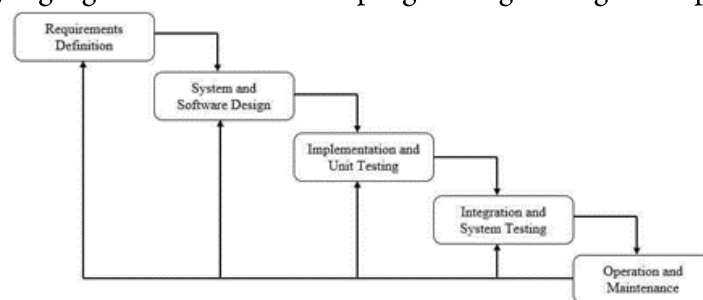 Requirements
Definition
System and
Software Design
Implementation and
Unit Testing
Integration and
System Testing
Operation and
Maintenance